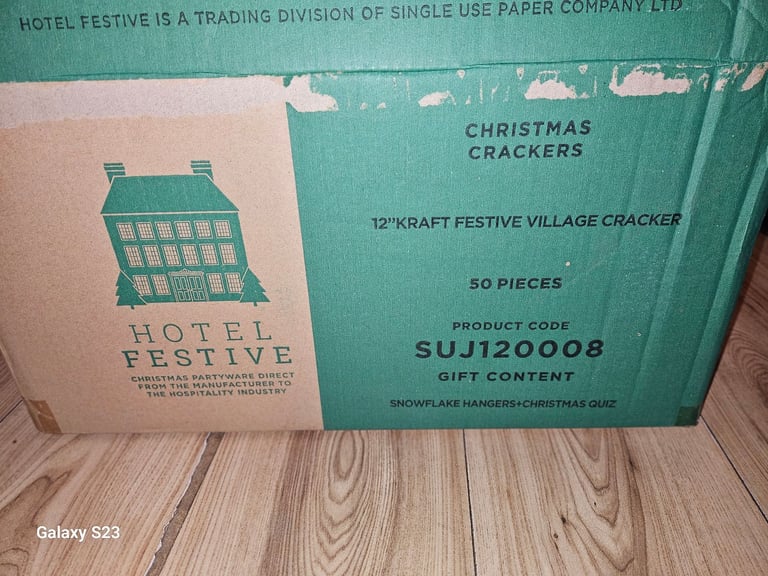 HOTEL FESTIVE IS A TRADING DIVISION OF SINGLE USE PAPER COMPANY LTD
CHRISTMAS
CRACKERS
12’’KRAFT FESTIVE VILLAGE CRACKER
50 PIECES
PRODUCT CODE
SUJ120008
GIFT CONTENT
SNOWFLAKE HANGERS+CHRISTMAS QUIZ
HOTEL
FESTIVE
CHRISTMAS PARTYWARE DIRECT
FROM THE MANUFACTURER TO
THE HOSPITALITY INDUSTRY
Galaxy S23